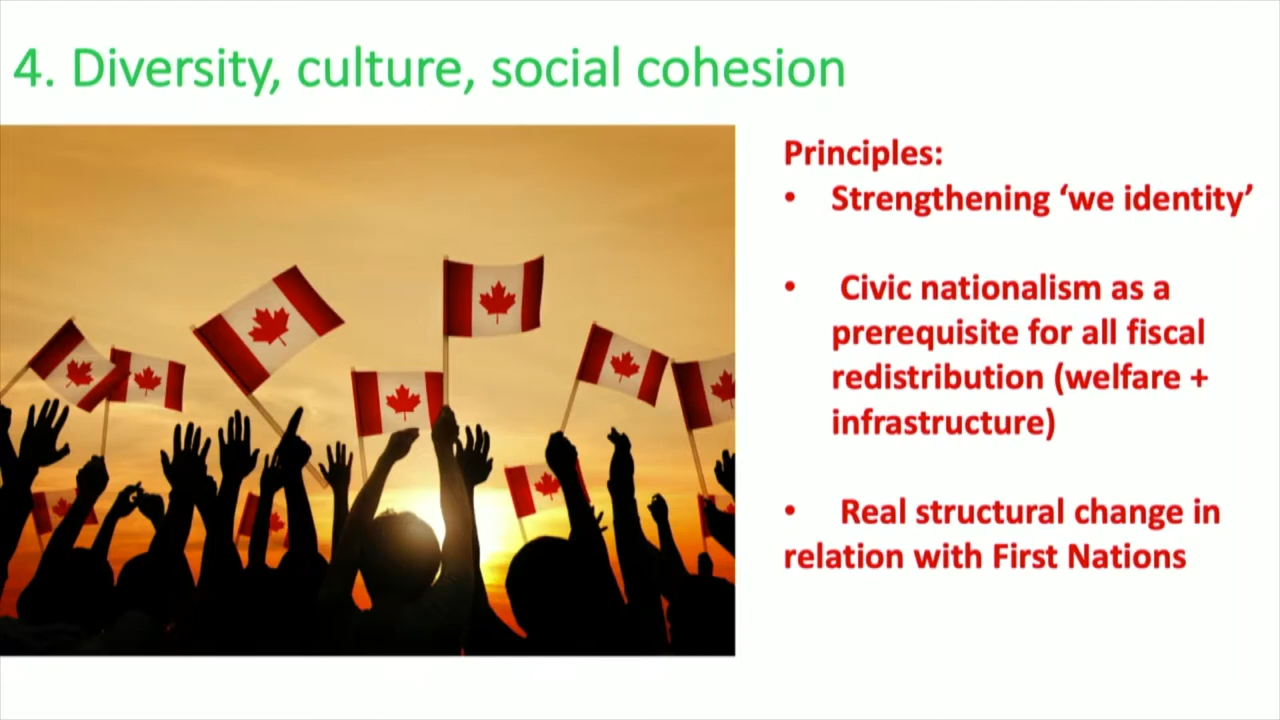 4. Diversity, culture, social cohesion
Principles:
• Strengthening ‘we identity’
• Civic nationalism as a
prerequisite for all fiscal
redistribution (welfare +
infrastructure)
• Real structural change in
relation with First Nations